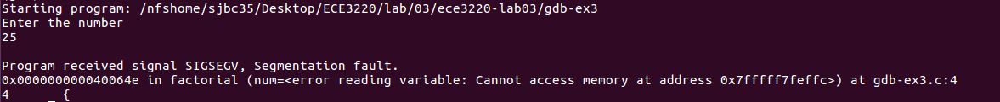 Starting program: /nfshome/sjbc35/Desktop/ECE3220/lab/03/ece3220-lab03/gdb-ex3
Enter the number
25
Program received signal SIGSEGV, Segmentation fault.
0x000000000040064e in factorial (num=<error reading variable: Cannot access memory at address 0x7fffff7feffc>) at gdb-ex3.c:4
4 {